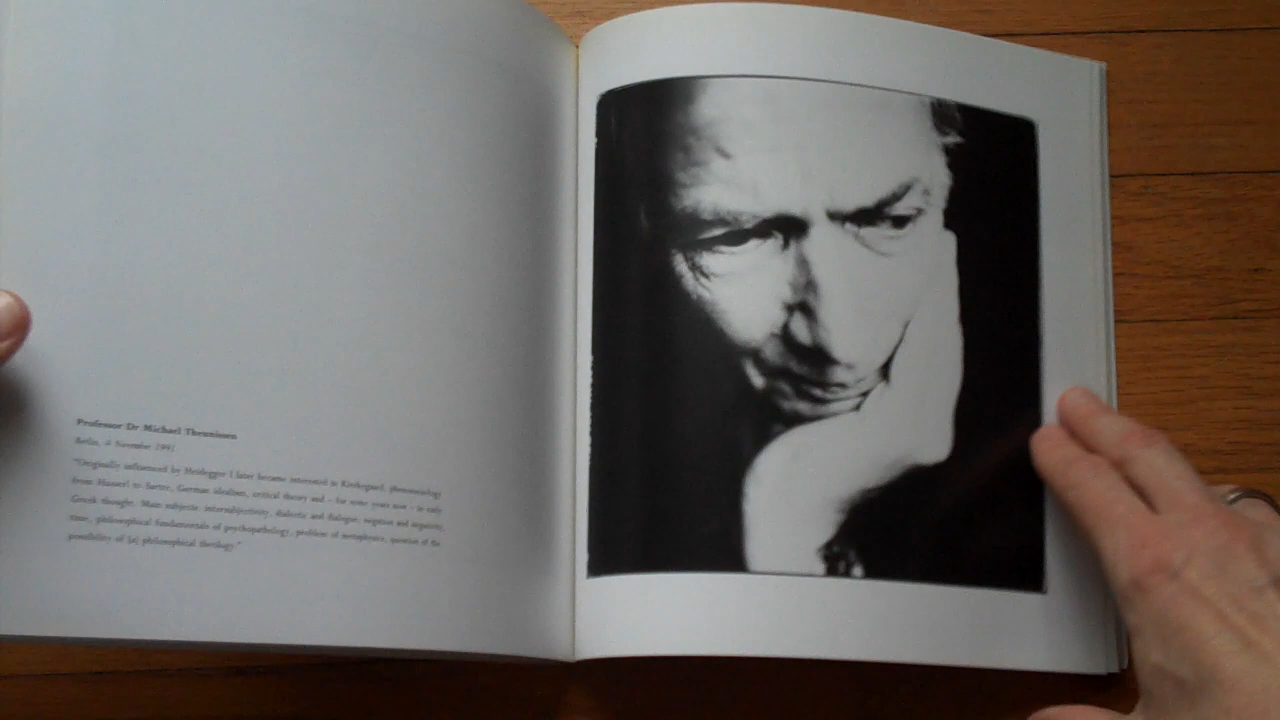 Professor Dr Michael Theunissen
Berlin, 4 November 1991
"Originally influenced by Heidegger I later became interested in Kierkegaard, phenomenology
from Husserl to Sartre, German idealism, critical theory and – for some years now – in early
Greek thought. Main subjects: intersubjectivity, dialectic and dialogue, negation and negativity,
time, philosophical fundamentals of psychopathology, problem of metaphysics, question of the
possibility of [a] philosophical theology."